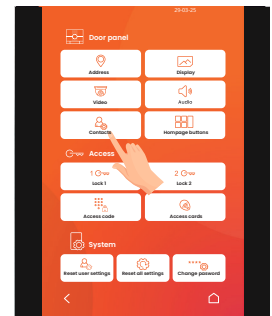 29-03-25
Door panel
Address
Display
Video
Audio
Contacts
Hompage buttons
Access
1
2
Lock 1
Lock 2
Access code
Access cards
System
Reset user settings
Reset all settings
Change pasword